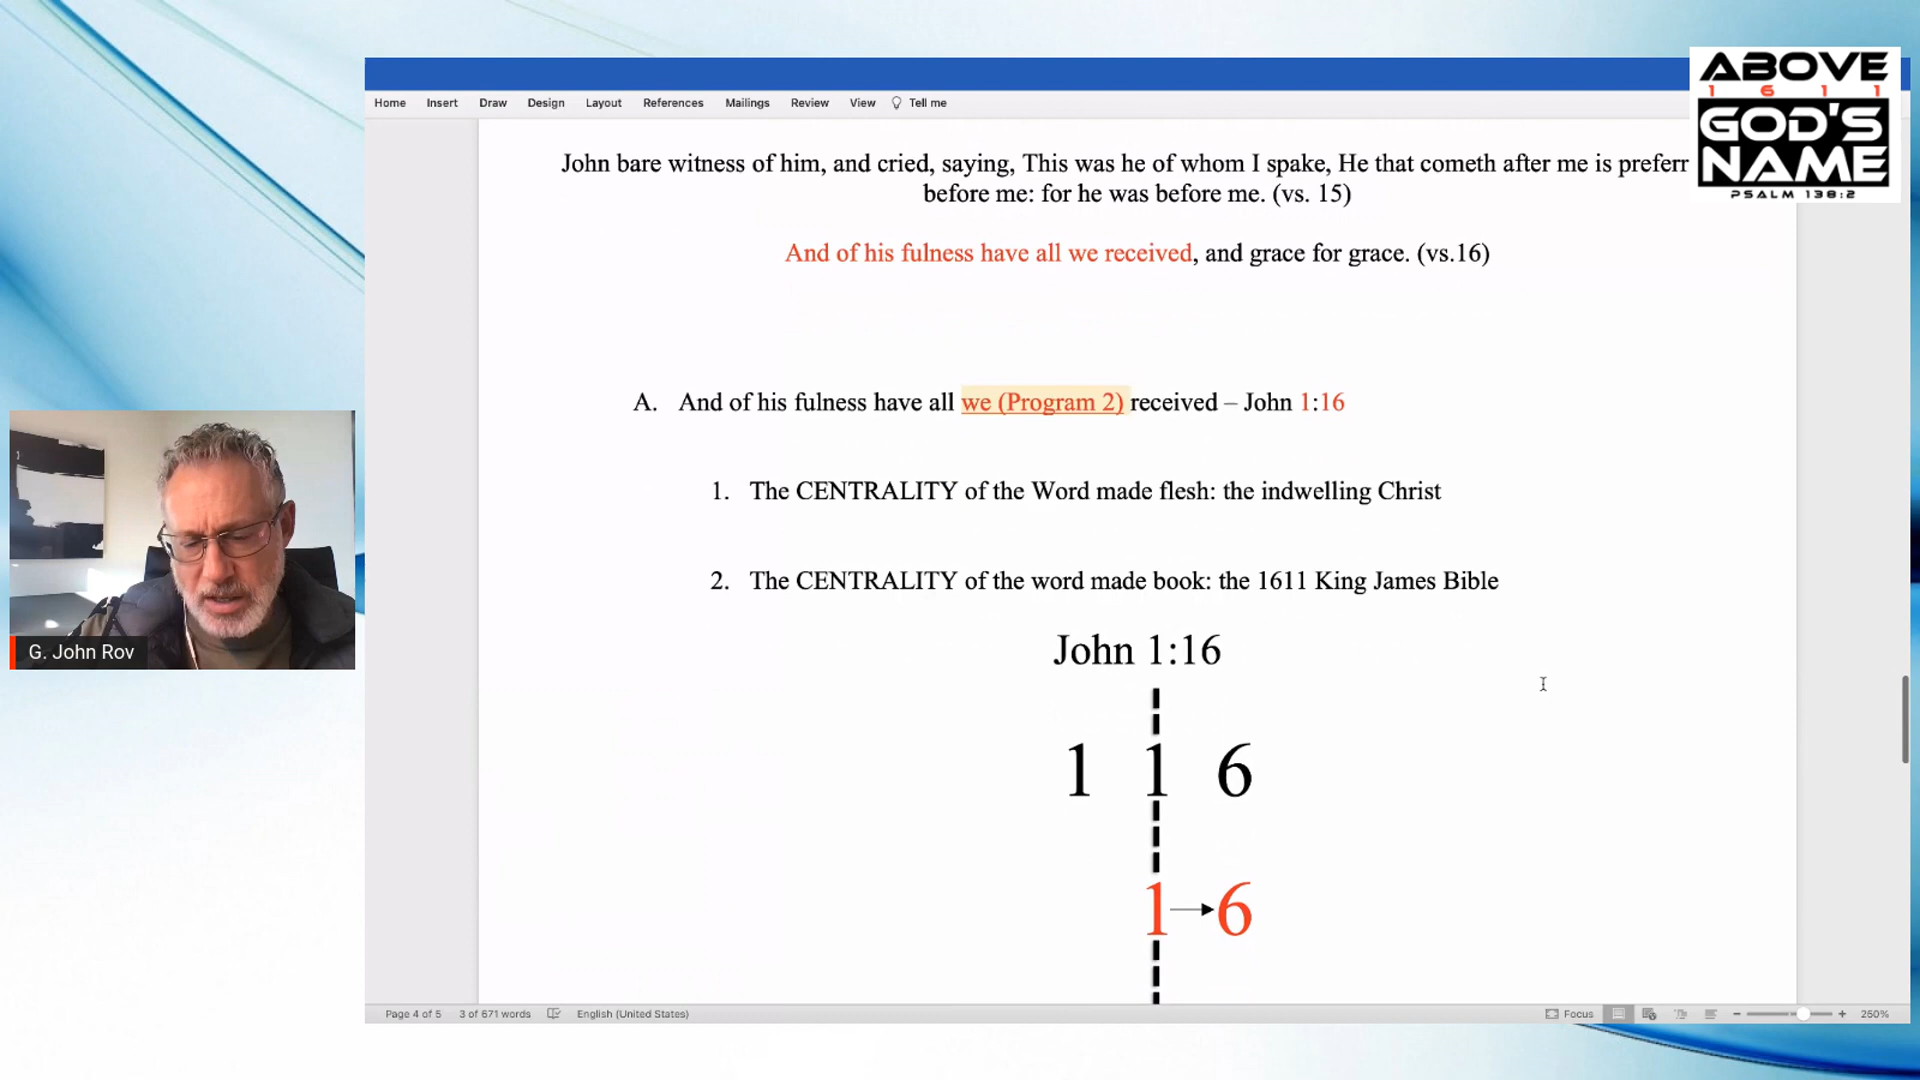 ABOVE
1 6 1 1
GOD'S
NAME
PSALM 138:2
Home Insert Draw Design Layout References Mailings Review View Tell me
John bare witness of him, and cried, saying, This was he of whom I spake, He that cometh after me is preferr
before me: for he was before me. (vs. 15)
And of his fulness have all we received, and grace for grace. (vs.16)
A. And of his fulness have all we (Program 2) received – John 1:16
1. The CENTRALITY of the Word made flesh: the indwelling Christ
2. The CENTRALITY of the word made book: the 1611 King James Bible
John 1:16
1 1 6
1 6
G. John Rov
Page 4 of 5 3 of 671 words English (United States) Focus 250%